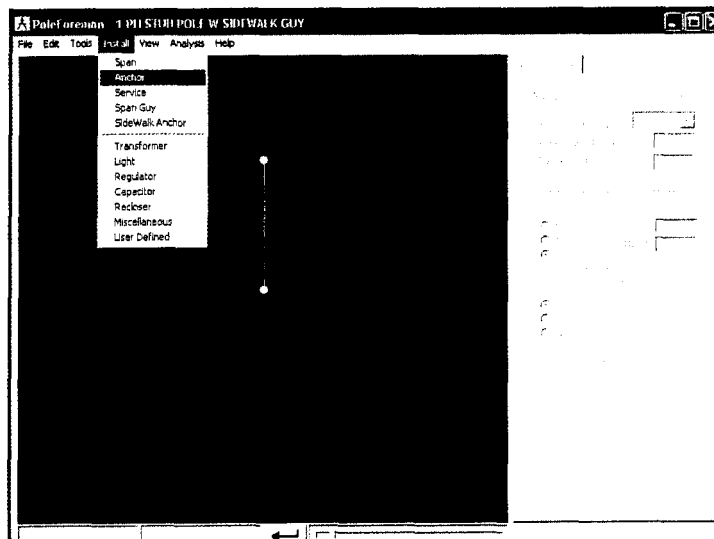 PoleForeman 1 PH STUB POLE W SIDEWALK GUY
File Edit Tools Install View Analysis Help
Span
Anchor
Service
Span Guy
SideWalk Anchor
Transformer
Light
Regulator
Capacitor
Recloser
Miscellaneous
User Defined